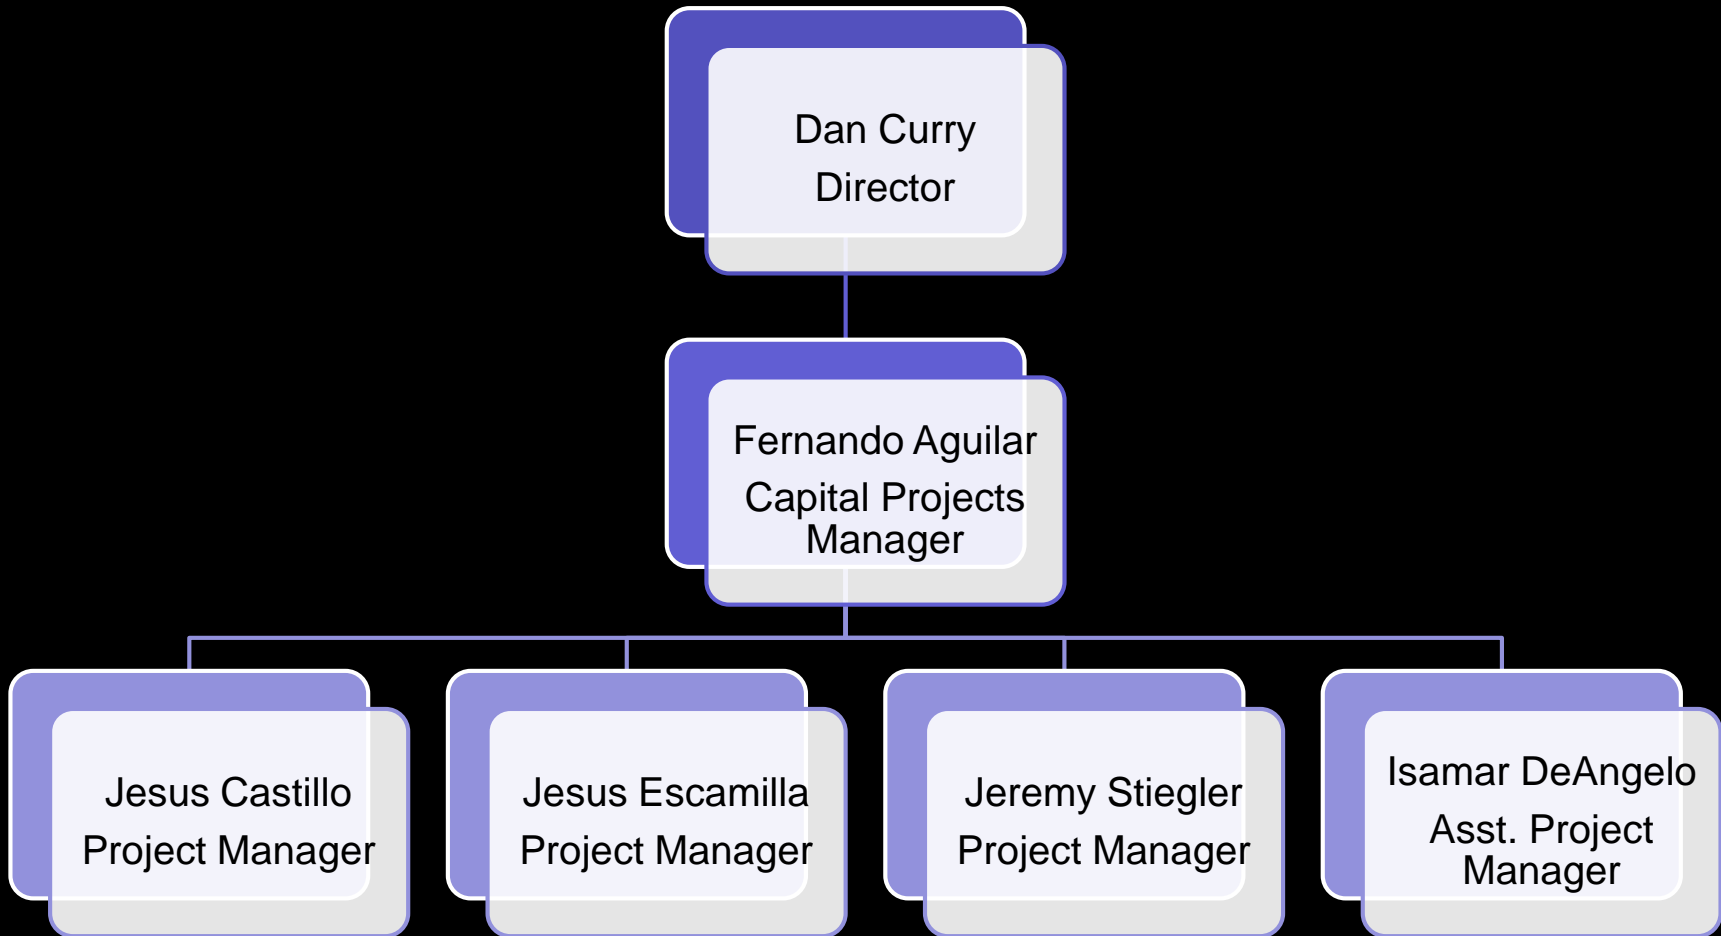 Dan Curry
Director
Fernando Aguilar
Capital Projects
Manager
Jesus Castillo
Project Manager
Jesus Escamilla
Project Manager
Jeremy Stiegler
Project Manager
Isamar DeAngelo
Asst. Project
Manager